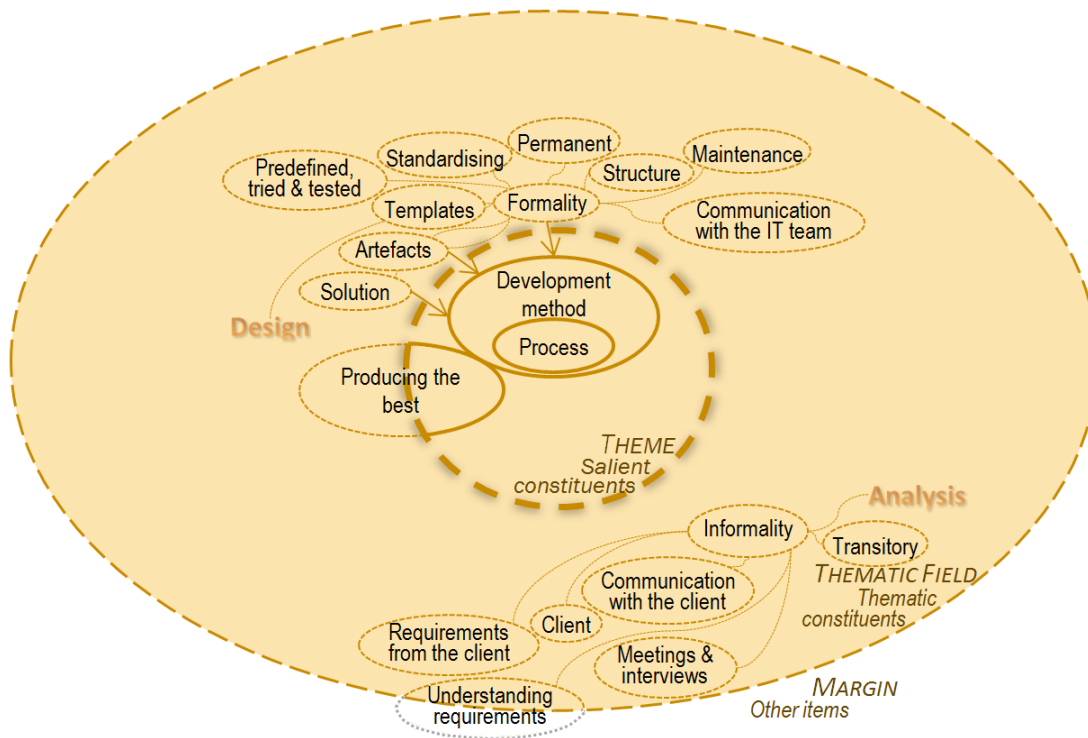 Permanent
Standardising
Maintenance
Predefined,
tried & tested
Structure
Templates
Formality
Communication
with the IT team
Artefacts
Solution
Development
method
Design
Process
Producing the
best
THEME
Salient
constituents
Analysis
Informality
Transitory
THEMATIC FIELD
Thematic
constituents
Communication
with the client
Client
Requirements
from the client
Meetings &
interviews
MARGIN
Other items
Understanding
requirements